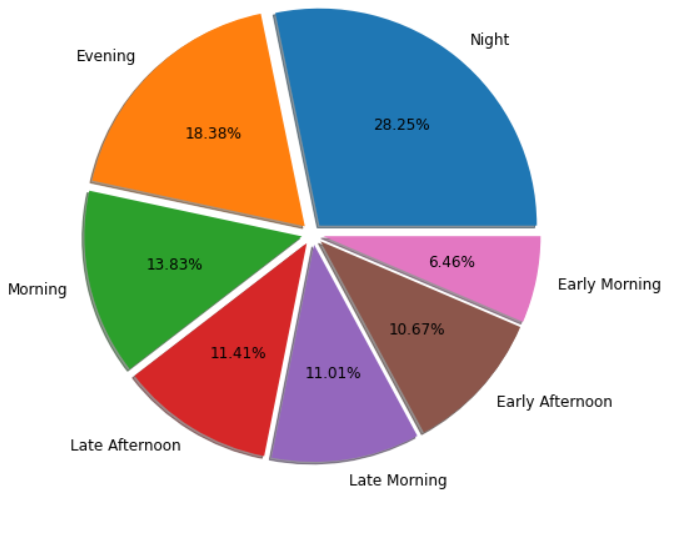 Night
28.25%
Evening
18.38%
Morning
13.83%
Late Afternoon
11.41%
Late Morning
11.01%
Early Afternoon
10.67%
Early Morning
6.46%